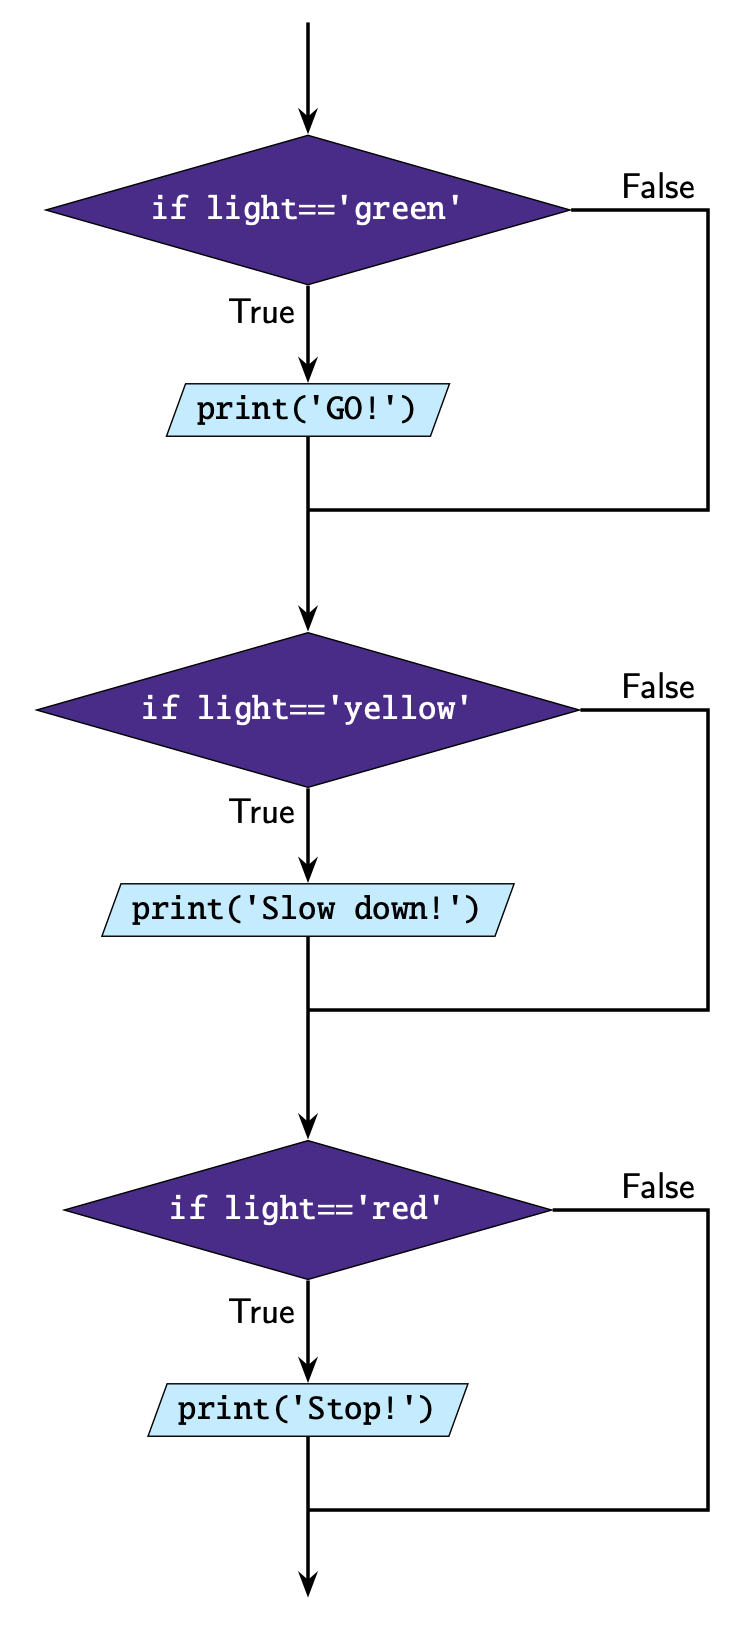 if light=='green'
False
True
print('GO!')
if light=='yellow'
False
True
print('Slow down!')
if light=='red'
False
True
print('Stop!')